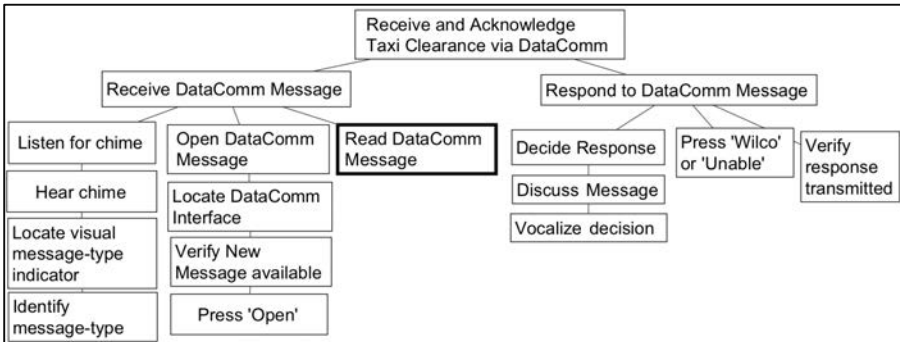 Receive and Acknowledge
Taxi Clearance via DataComm
Receive DataComm Message
Respond to DataComm Message
Listen for chime
Hear chime
Locate visual
message-type
indicator
Identify
message-type
Open DataComm
Message
Locate DataComm
Interface
Verify New
Message available
Press 'Open'
Read DataComm
Message
Decide Response
Discuss Message
Vocalize decision
Press 'Wilco'
or 'Unable'
Verify
response
transmitted